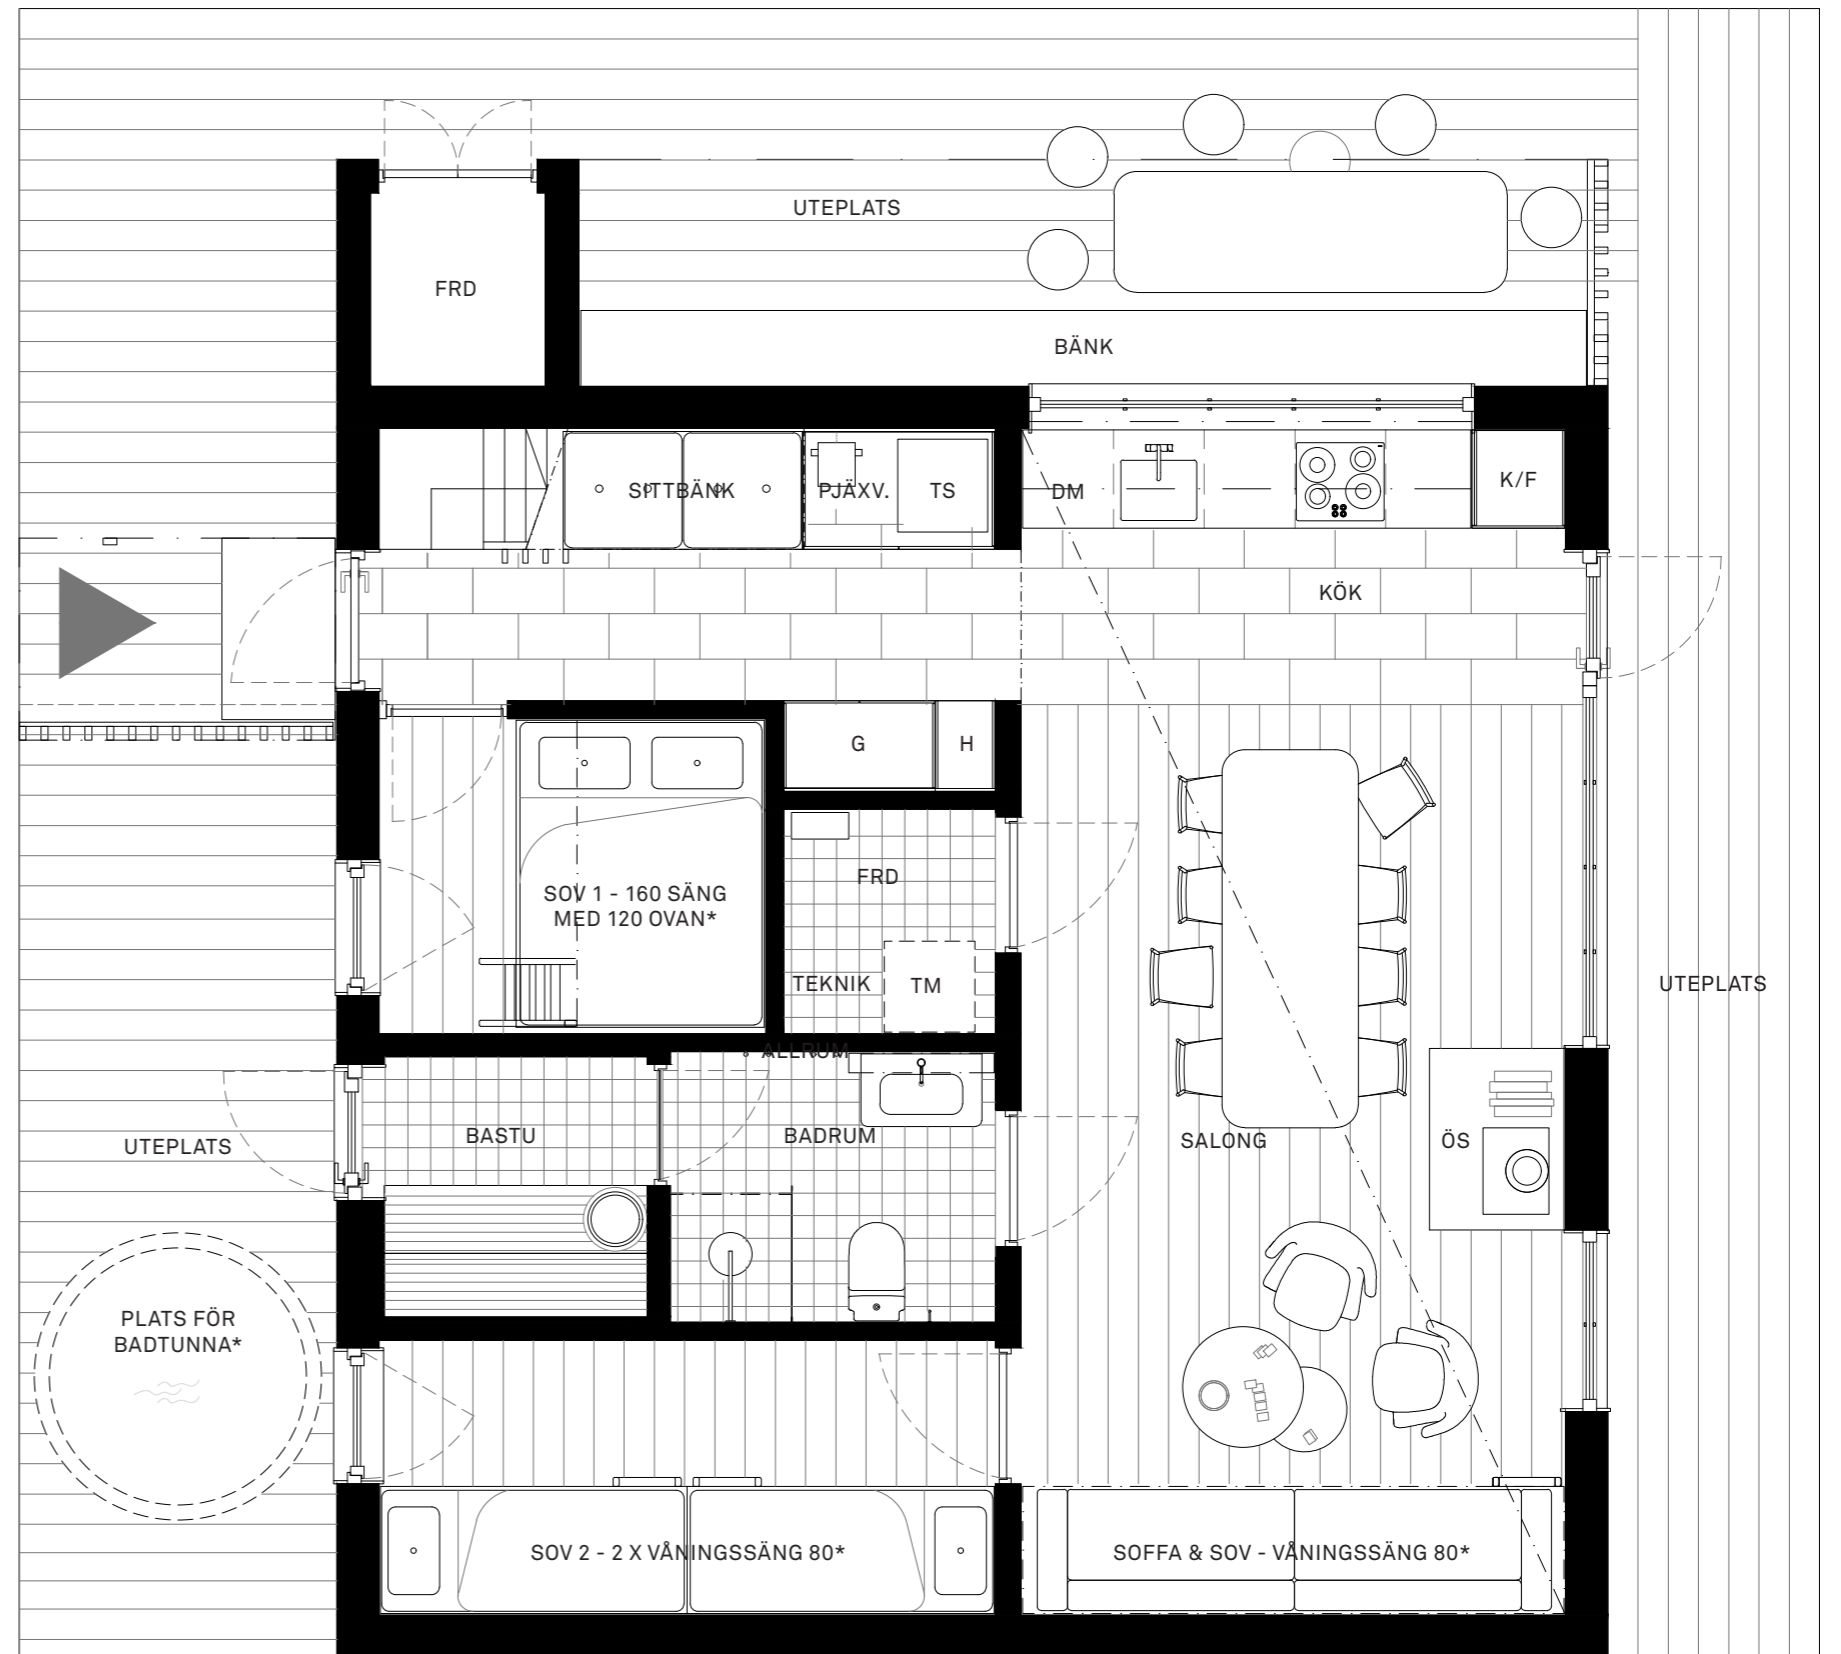 UTEPLATS
FRD
BÄNK
SITTBÄNK
PJÄXV.
TS
DM
K/F
KÖK
G
H
SOV 1 - 160 SÄNG
MED 120 OVAN*
FRD
TEKNIK
TM
UTEPLATS
ALLRUM
UTEPLATS
BASTU
BADRUM
SALONG
ÖS
PLATS FÖR
BADTUNNA*
SOV 2 - 2 X VÅNINGSSÄNG 80*
SOFFA & SOV - VÅNINGSSÄNG 80*